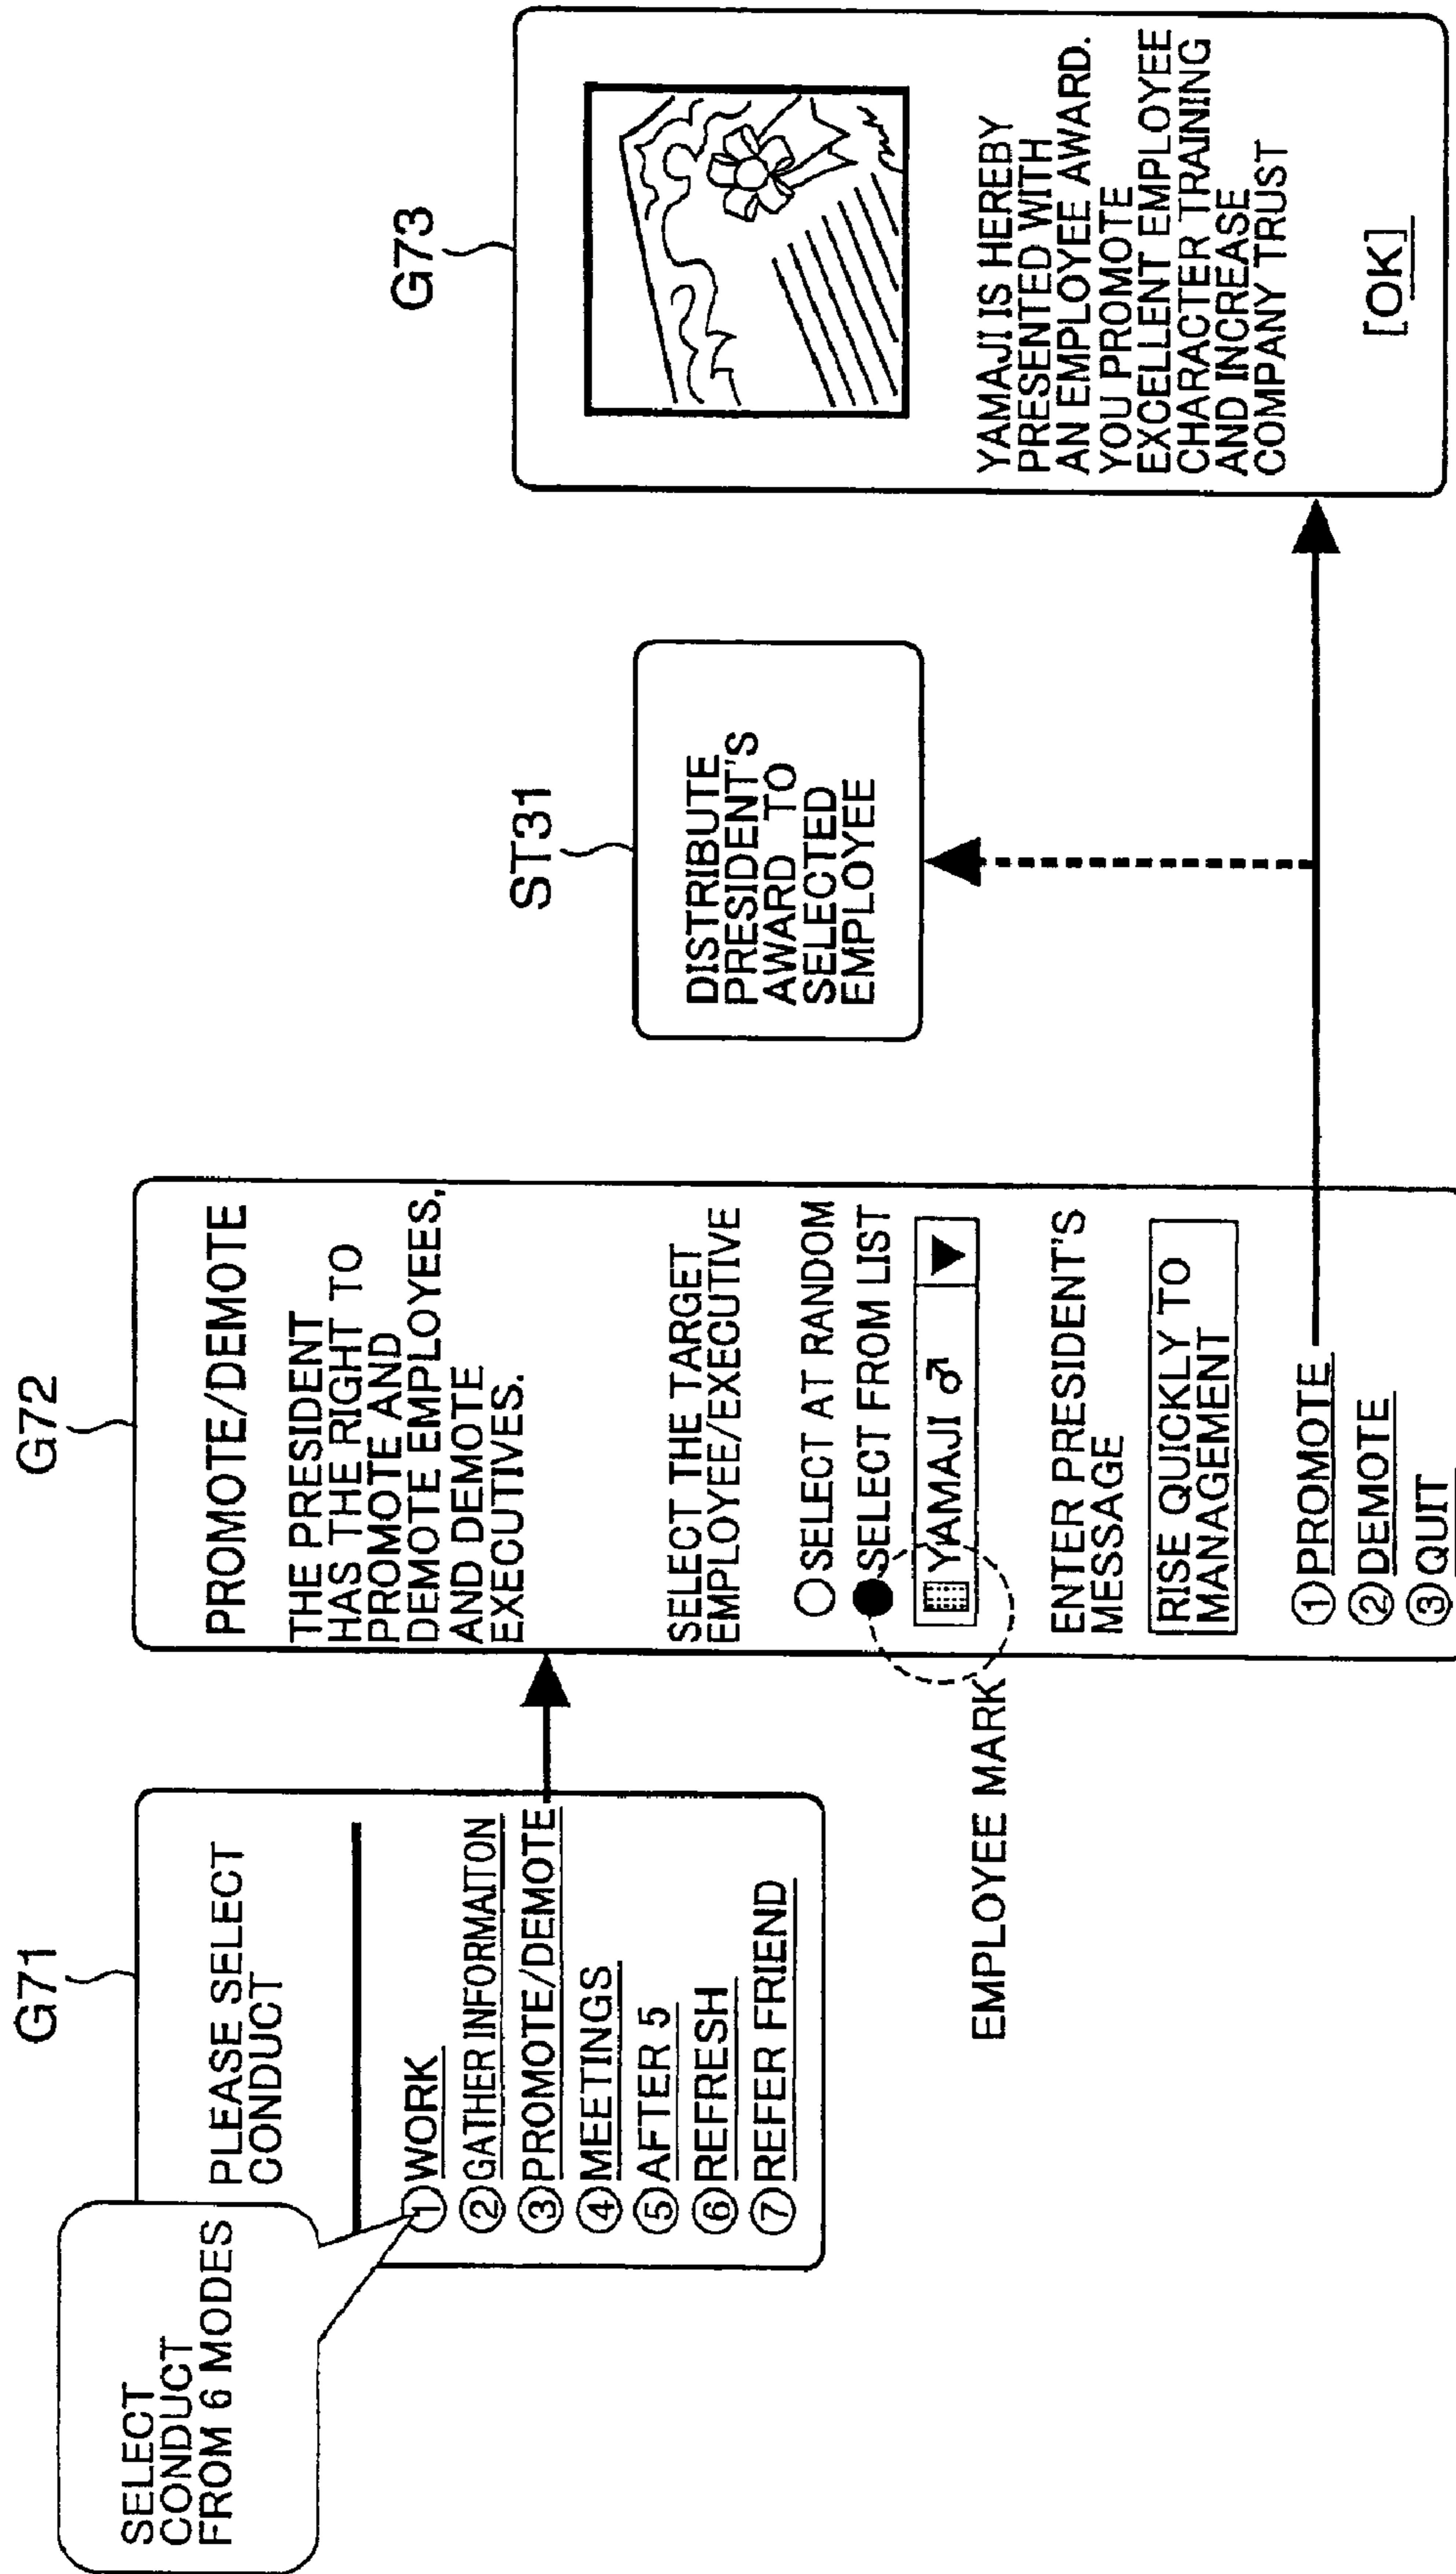 G71
SELECT
CONDUCT
FROM 6 MODES
PLEASE SELECT
CONDUCT
①WORK
②GATHER INFORMAITON
③PROMOTE/DEMOTE
④MEETINGS
⑤AFTER 5
⑥REFRESH
⑦REFER FRIEND
G72
PROMOTE/DEMOTE
THE PRESIDENT
HAS THE RIGHT TO
PROMOTE AND
DEMOTE EMPLOYEES,
AND DEMOTE
EXECUTIVES.
SELECT THE TARGET
EMPLOYEE/EXECUTIVE
○SELECT AT RANDOM
●SELECT FROM LIST
YAMAJI ♂ ▼
EMPLOYEE MARK
ENTER PRESIDENT'S
MESSAGE
RISE QUICKLY TO
MANAGEMENT
①PROMOTE
②DEMOTE
③QUIT
ST31
DISTRIBUTE
PRESIDENT'S
AWARD TO
SELECTED
EMPLOYEE
G73
YAMAJI IS HEREBY
PRESENTED WITH
AN EMPLOYEE AWARD.
YOU PROMOTE
EXCELLENT EMPLOYEE
CHARACTER TRAINING
AND INCREASE
COMPANY TRUST
[OK]